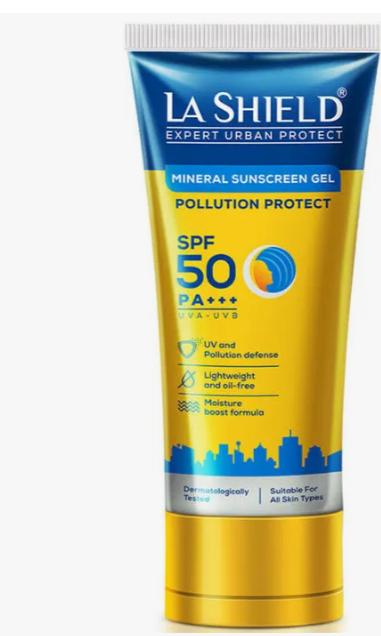 LA SHIELD®
EXPERT URBAN PROTECT
MINERAL SUNSCREEN GEL
POLLUTION PROTECT
SPF
50
PA+++
UVA-UVB
UV and
Pollution defense
Lightweight
and oil-free
Moisture
boost formula
Dermatologically
Tested
Suitable For
All Skin Types